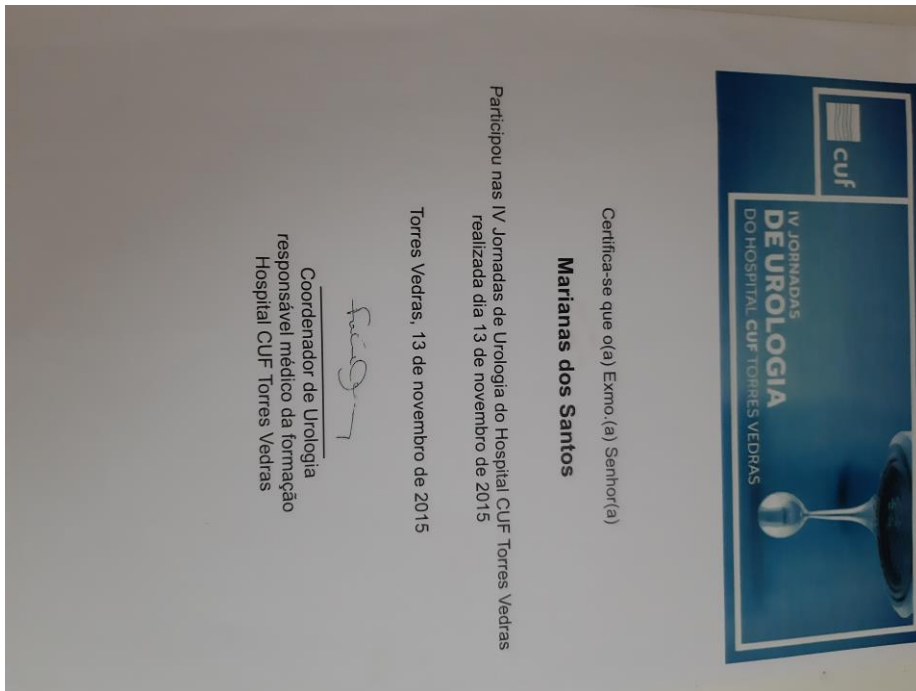 cuf
IV JORNADAS
DE UROLOGIA
DO HOSPITAL CUF TORRES VEDRAS
Certifica-se que o(a) Exmo.(a) Senhor(a)
Marianas dos Santos
Participou nas IV Jornadas de Urologia do Hospital CUF Torres Vedras
realizada dia 13 de novembro de 2015
Torres Vedras, 13 de novembro de 2015
Coordenador de Urologia
responsável médico da formação
Hospital CUF Torres Vedras